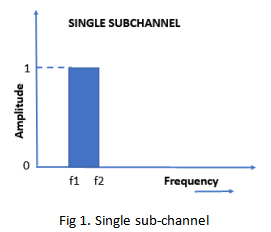 SINGLE SUBCHANNEL
Amplitude
1
0
f1 f2 Frequency
Fig 1. Single sub-channel